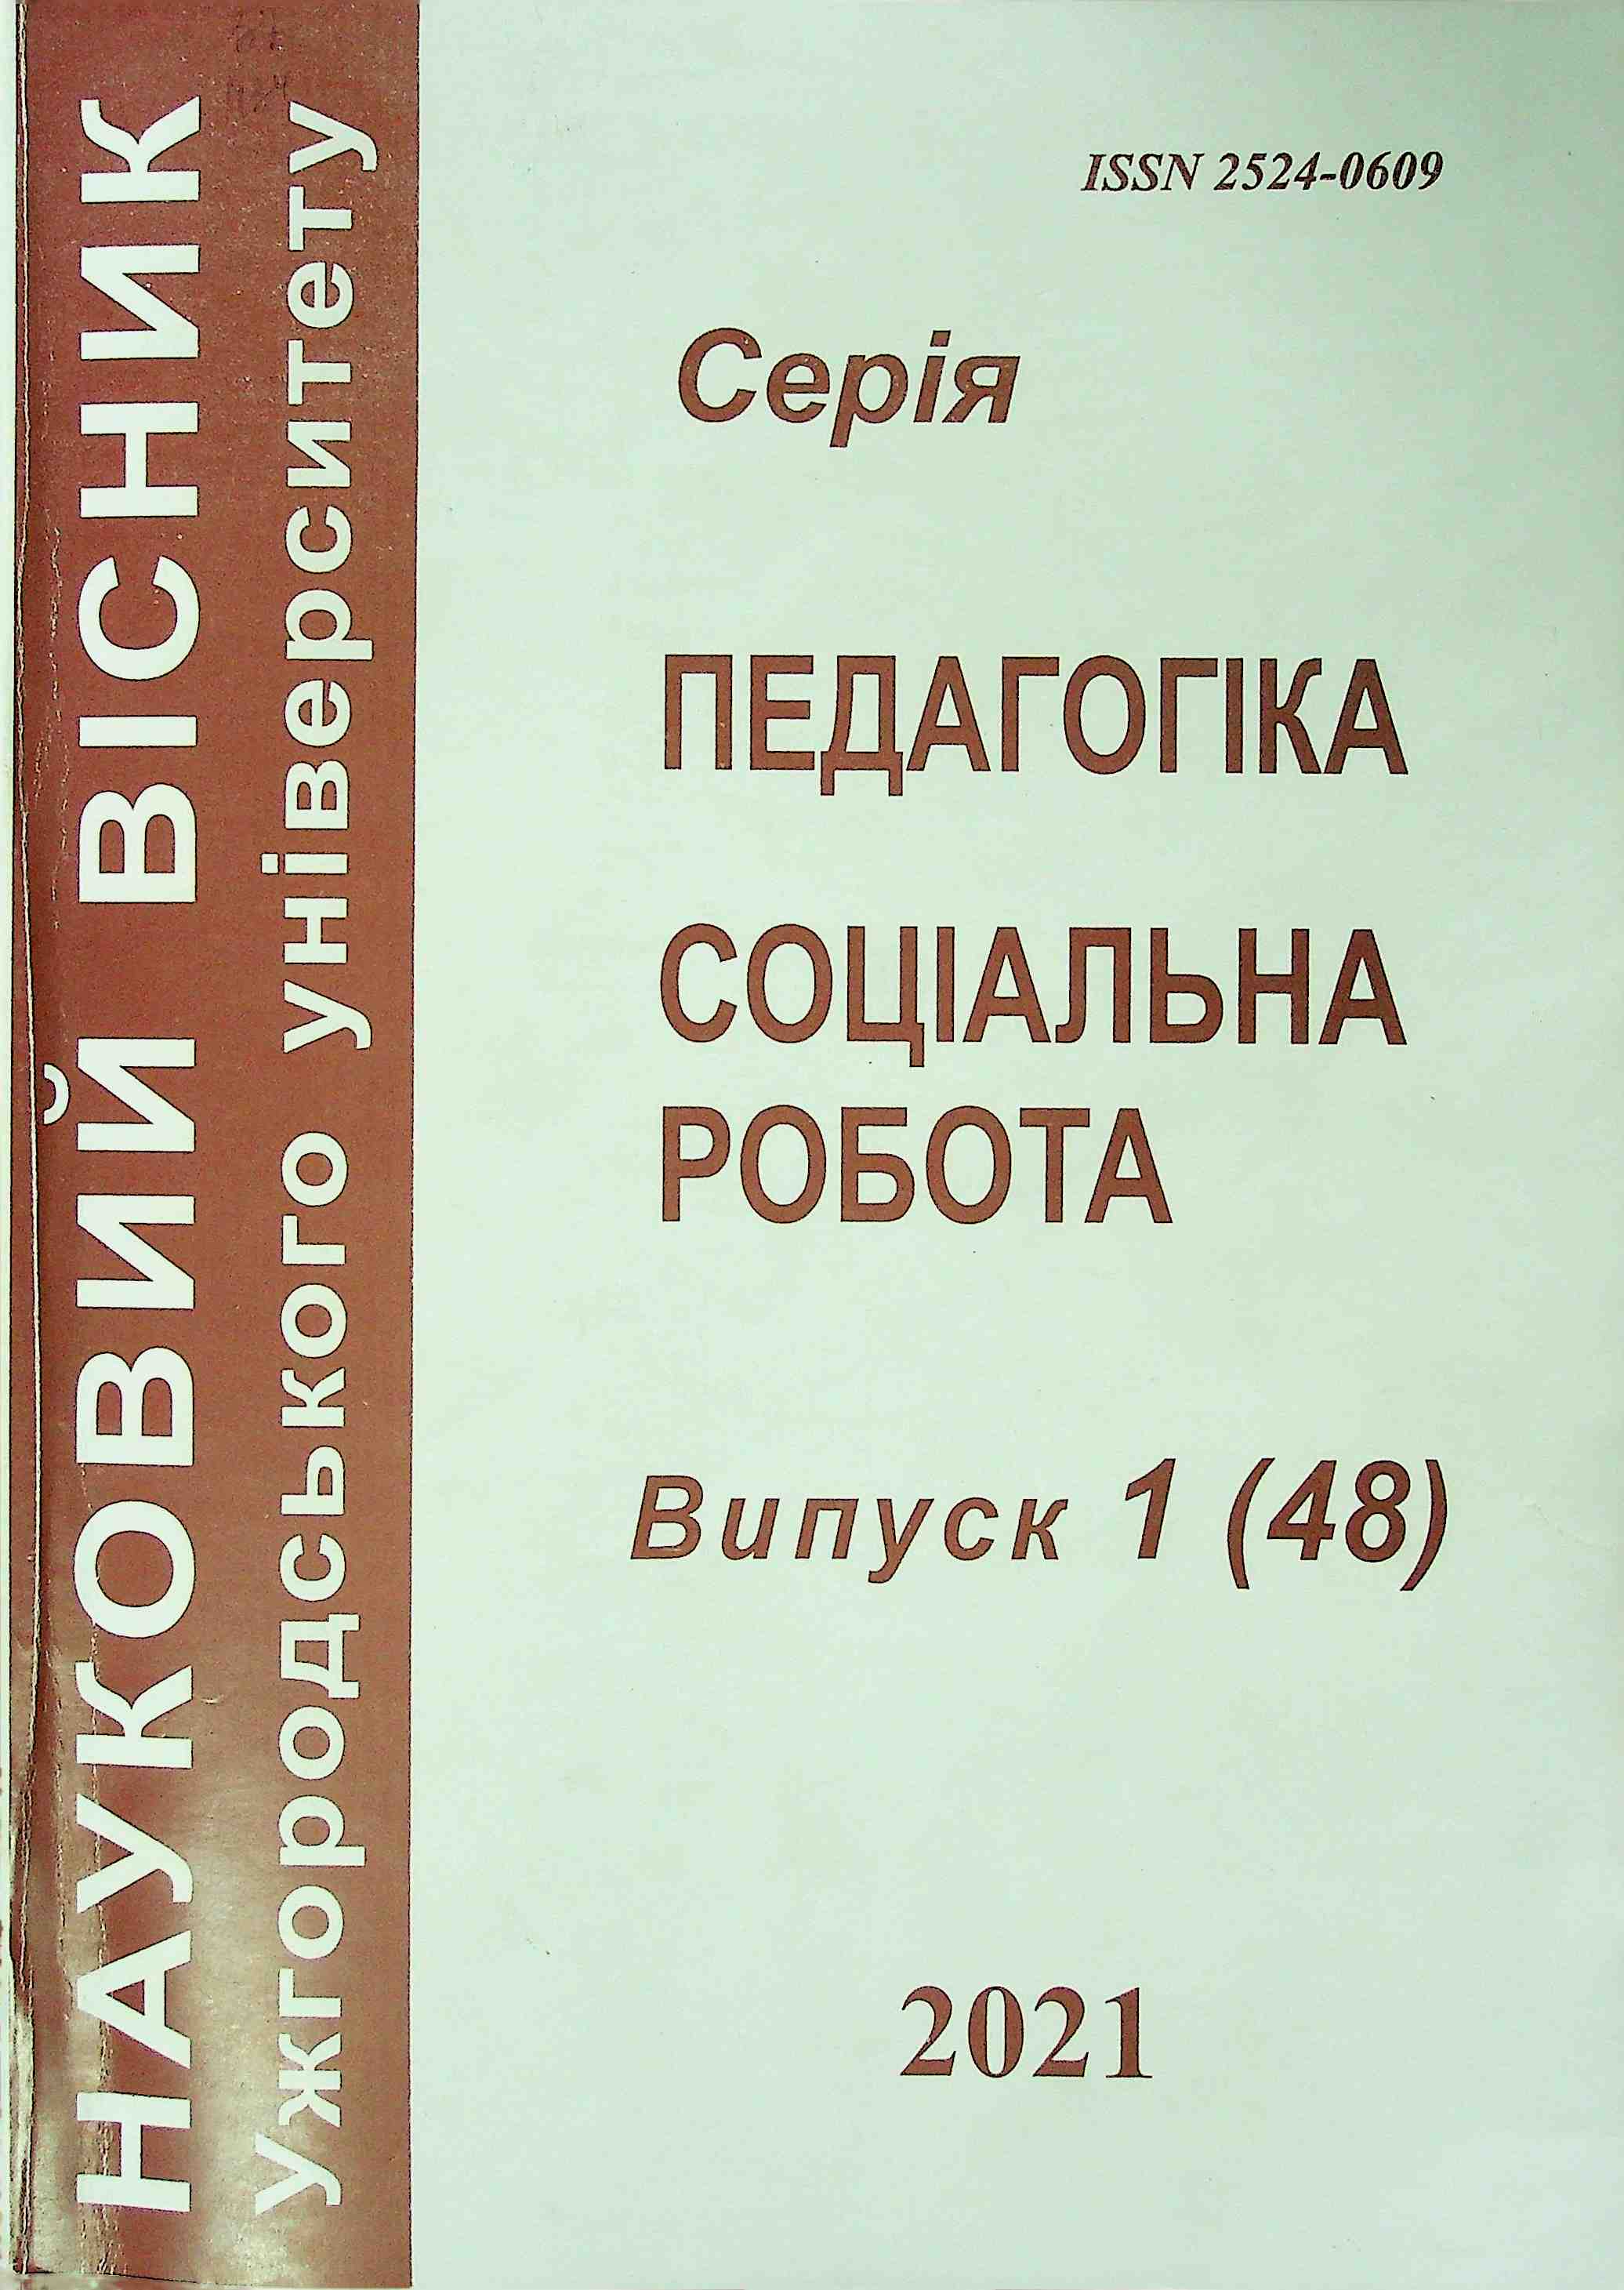 НАУКОВИЙ ВІСНИК
Ужгородського університету
ISSN 2524-0609
Серія
ПЕДАГОГІКА
СОЦІАЛЬНА
РОБОТА
Випуск 1 (48)
2021